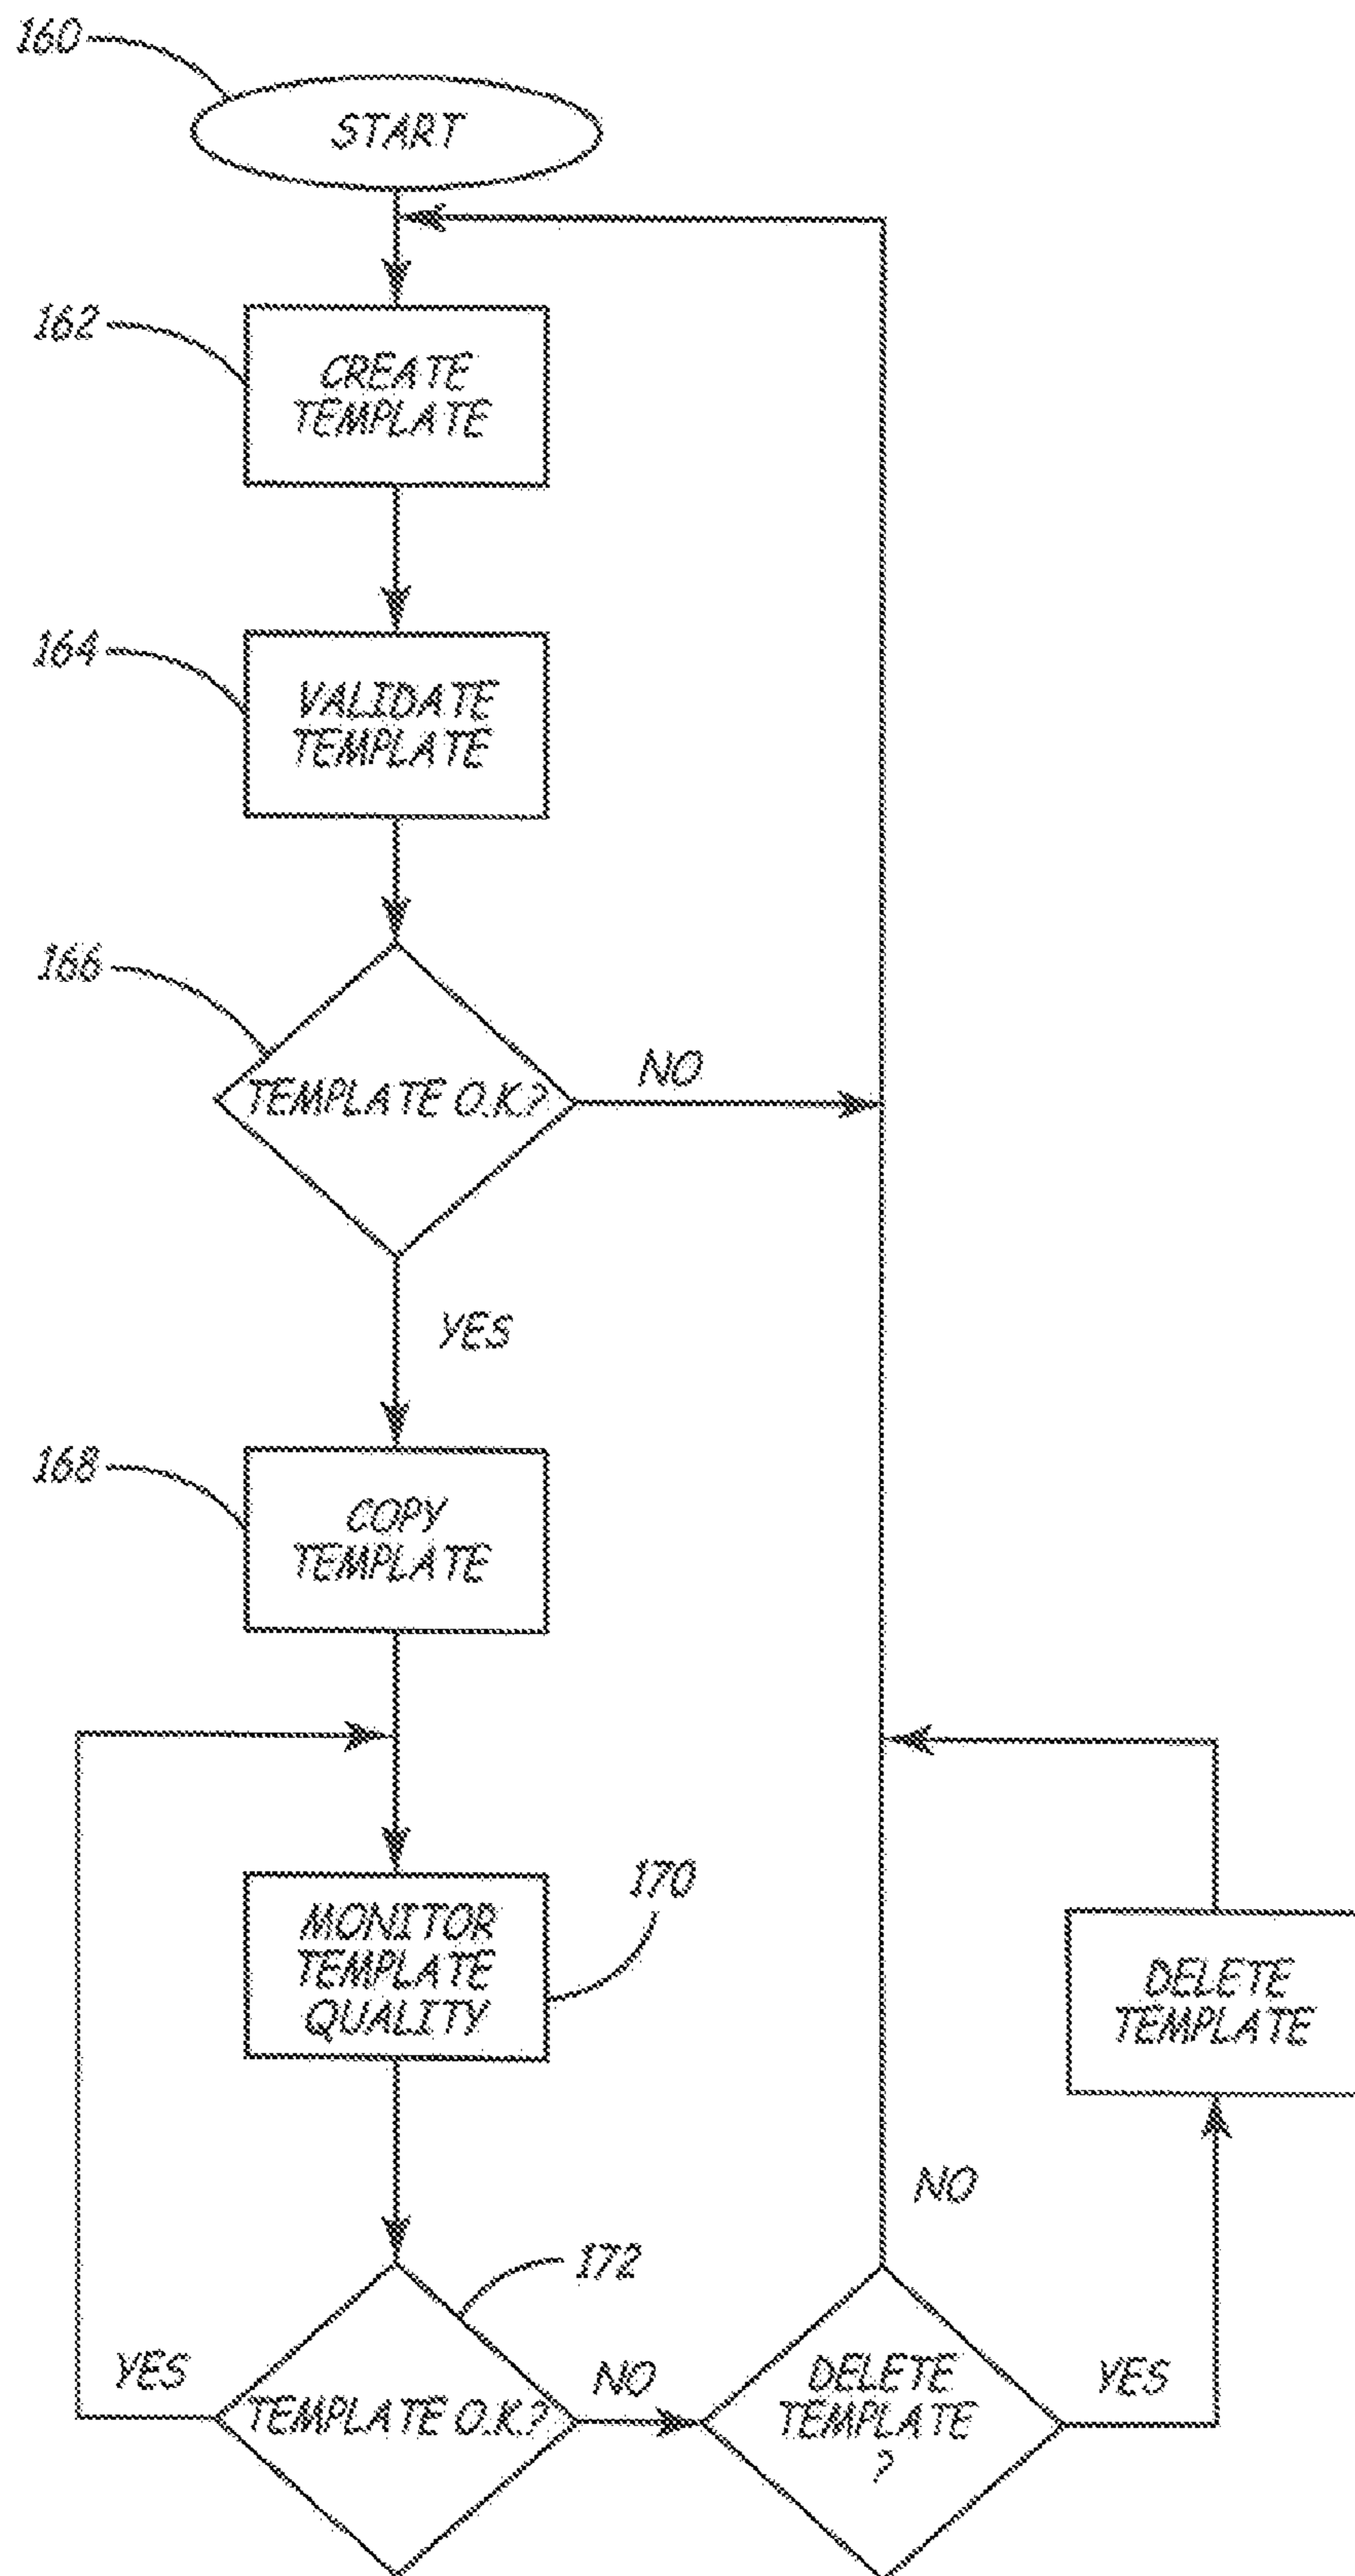 160
START
162
CREATE
TEMPLATE
164
VALIDATE
TEMPLATE
166
TEMPLATE O.K.?
NO
YES
168
COPY
TEMPLATE
170
MONITOR
TEMPLATE
QUALITY
DELETE
TEMPLATE
NO
172
YES
TEMPLATE O.K.?
NO
DELETE
TEMPLATE
?
YES